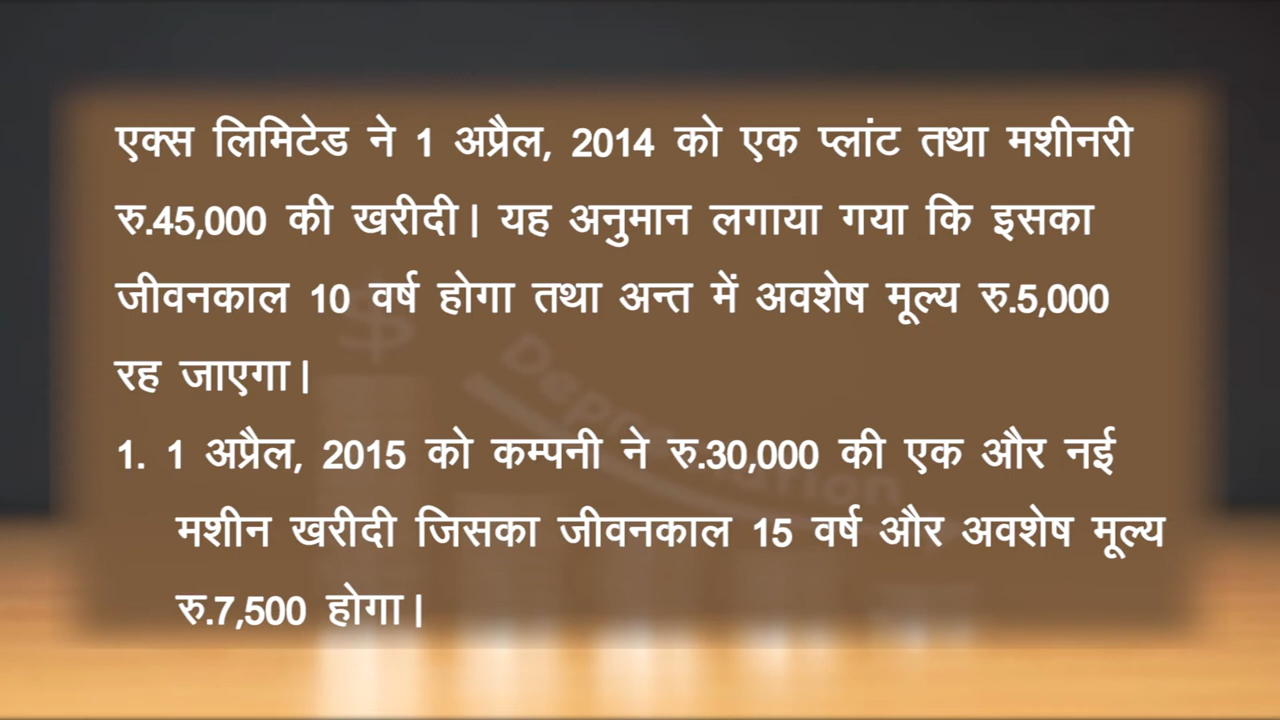 एक्स लिमिटेड ने 1 अप्रैल, 2014 को एक प्लांट तथा मशीनरी
रु.45,000 की खरीदी। यह अनुमान लगाया गया कि इसका
जीवनकाल 10 वर्ष होगा तथा अन्त में अवशेष मूल्य रु.5,000
रह जाएगा।
1. 1 अप्रैल, 2015 को कम्पनी ने रु.30,000 की एक और नई
मशीन खरीदी जिसका जीवनकाल 15 वर्ष और अवशेष मूल्य
रु.7,500 होगा।
$
Depreciation